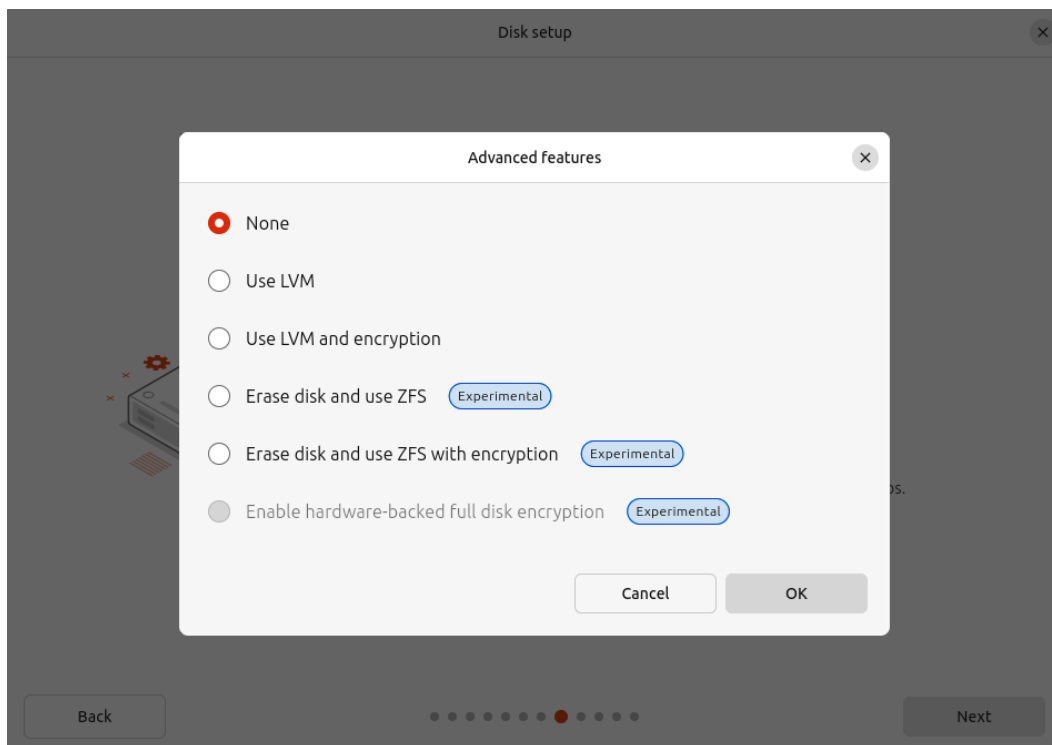 Disk setup
Advanced features
None
Use LVM
Use LVM and encryption
Erase disk and use ZFS Experimental
Erase disk and use ZFS with encryption Experimental
ps.
Enable hardware-backed full disk encryption Experimental
Cancel OK
Back Next